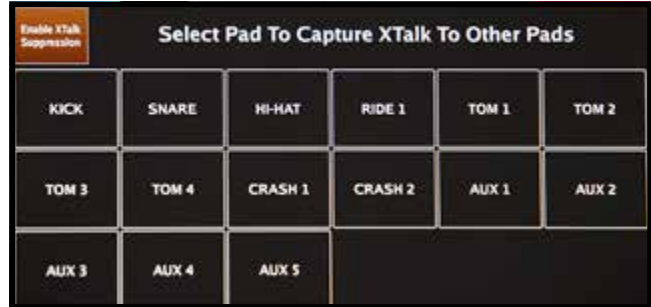 Enable XTalk
Suppression
Select Pad To Capture XTalk To Other Pads
KICK SNARE HI-HAT RIDE 1 TOM 1 TOM 2
TOM 3 TOM 4 CRASH 1 CRASH 2 AUX 1 AUX 2
AUX 3 AUX 4 AUX 5